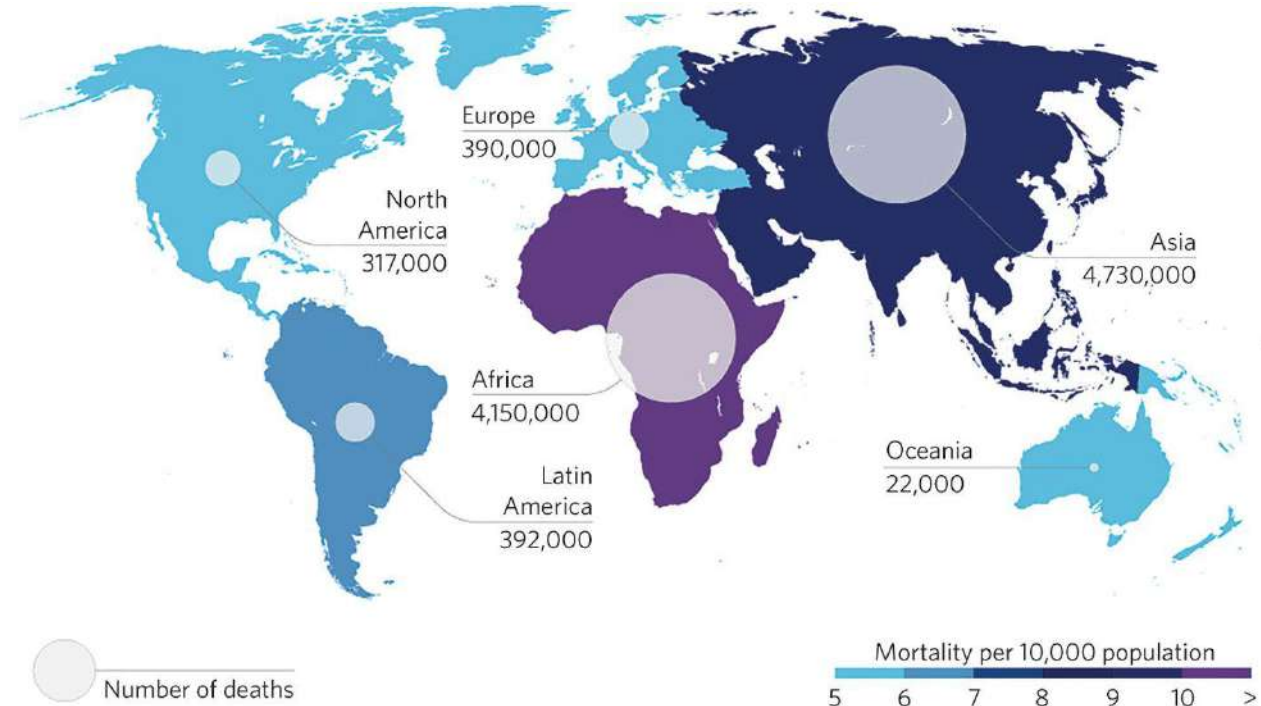 Europe
390,000
North
America
317,000
Asia
4,730,000
Africa
4,150,000
Oceania
22,000
Latin
America
392,000
Number of deaths
Mortality per 10,000 population
5 6 7 8 9 10 >